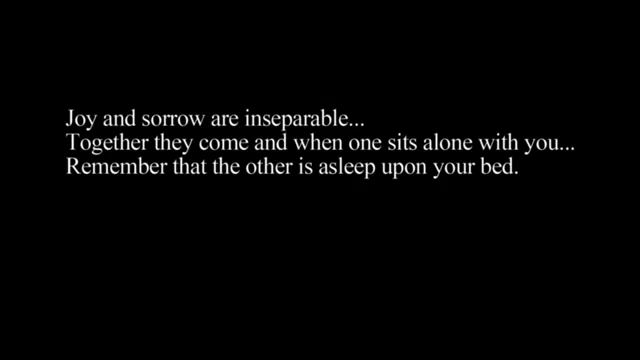 Joy and sorrow are inseparable...
Together they come and when one sits alone with you...
Remember that the other is asleep upon your bed.